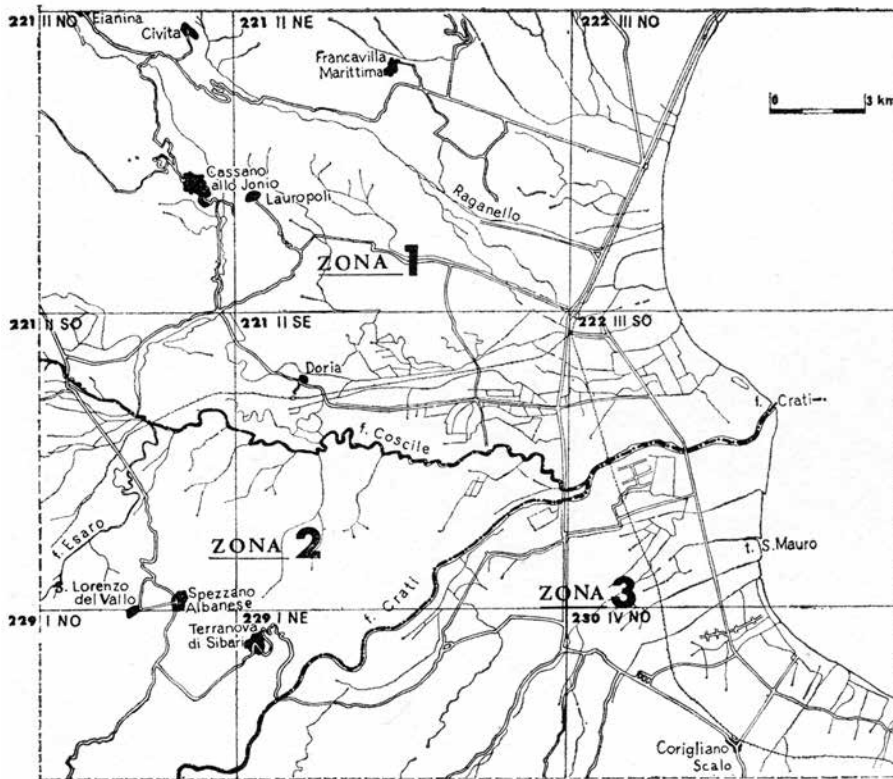 221 II NO
Eianina
Civita
221 II NE
Francavilla
Marittima
222 III NO
0 3 km
Cassano
allo Jonio
Lauropoli
Raganello
ZONA 1
221 II SO
221 II SE
222 III SO
Doria
f. Crati
f. Coscile
f. Esaro
ZONA 2
t. S. Mauro
S. Lorenzo
del Vallo
Spezzano
Albanese
f. Crati
ZONA 3
229 I NO
229 I NE
230 IV NO
Terranova
di Sibari
Corigliano
Scalo